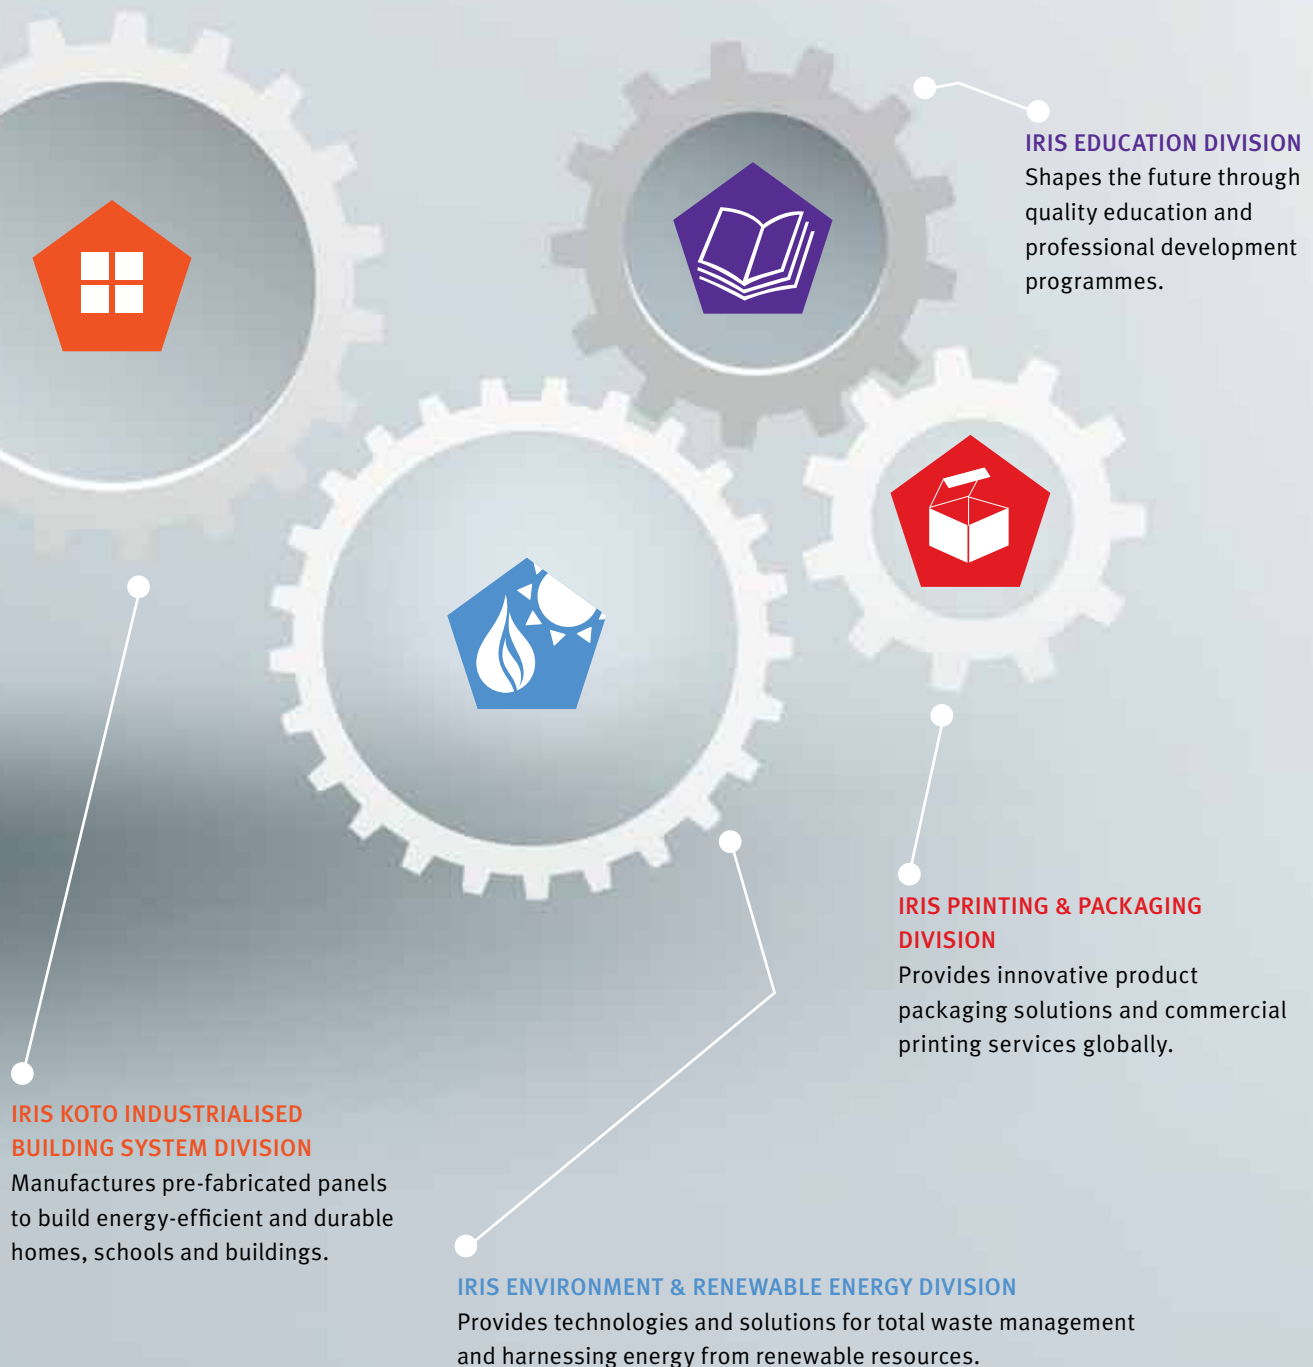 IRIS EDUCATION DIVISION
Shapes the future through
quality education and
professional development
programmes.
IRIS PRINTING & PACKAGING
DIVISION
Provides innovative product
packaging solutions and commercial
printing services globally.
IRIS KOTO INDUSTRIALISED
BUILDING SYSTEM DIVISION
Manufactures pre-fabricated panels
to build energy-efficient and durable
homes, schools and buildings.
IRIS ENVIRONMENT & RENEWABLE ENERGY DIVISION
Provides technologies and solutions for total waste management
and harnessing energy from renewable resources.